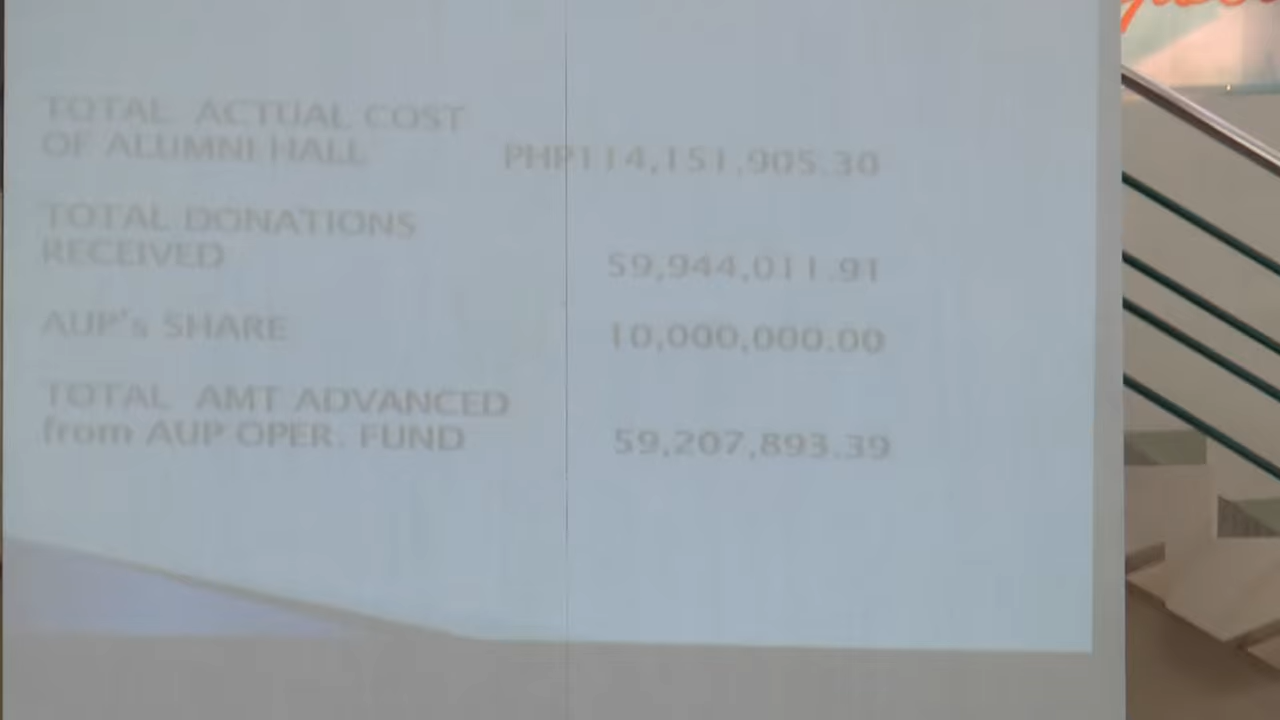 TOTAL ACTUAL COST
OF ALUMNI HALL PHP114,151,905.30
TOTAL DONATIONS
RECEIVED 59,944,011.91
AUP's SHARE 10,000,000.00
TOTAL AMT ADVANCED
from AUP OPER. FUND 59,207,893.39